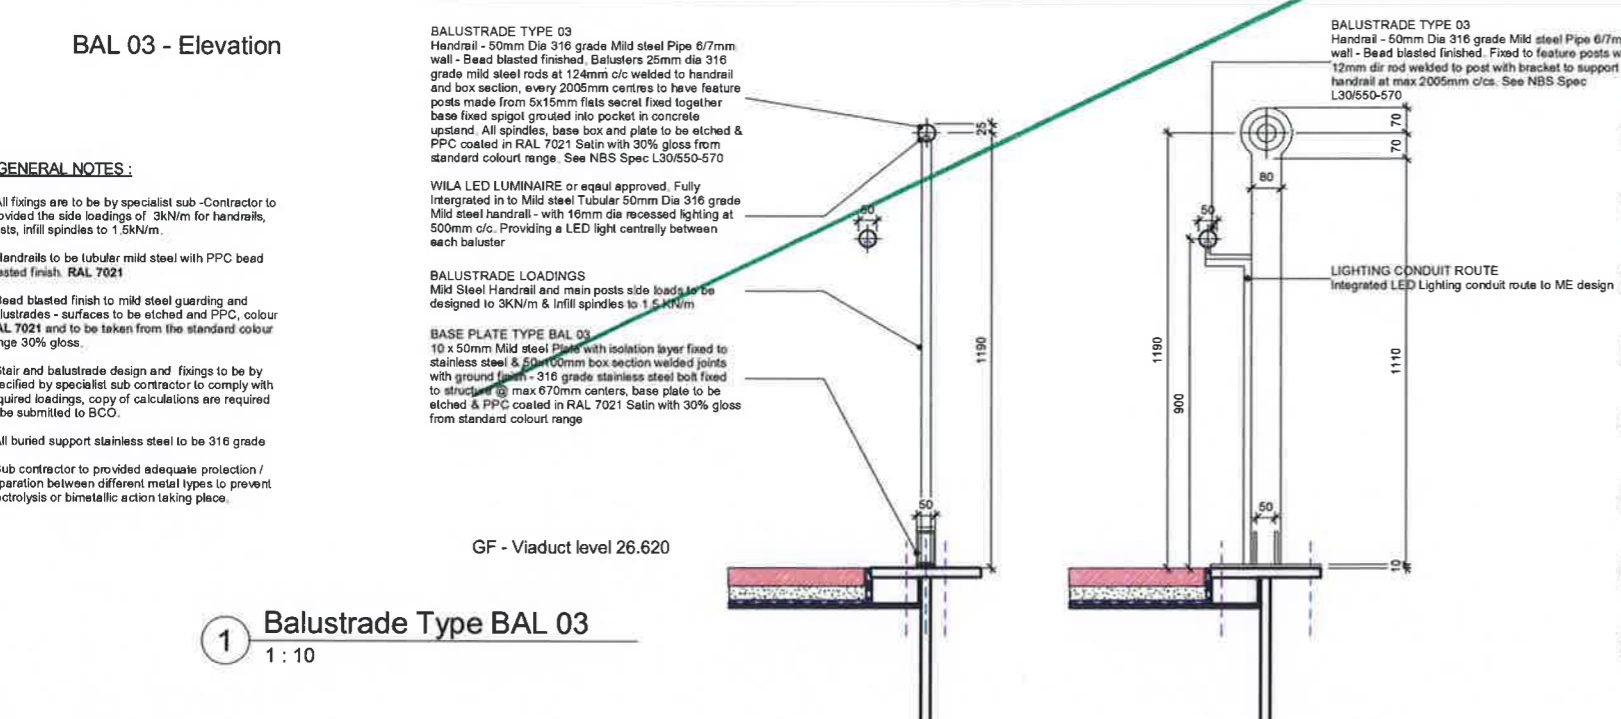 BAL 03 - Elevation
GENERAL NOTES :
All fixings are to be by specialist sub -Contractor to
ovided the side loadings of 3kN/m for handrails,
sts, infill spindles to 1.5kN/m.
Handrails to be tubular mild steel with PPC bead
asted finish. RAL 7021
Bead blasted finish to mild steel guarding and
lustrades - surfaces to be etched and PPC, colour
AL 7021 and to be taken from the standard colour
nge 30% gloss.
Stair and balustrade design and fixings to be by
ecified by specialist sub contractor to comply with
quired loadings, copy of calculations are required
be submitted to BCO.
All buried support stainless steel to be 316 grade
Sub contractor to provided adequate protection /
paration between different metal types to prevent
ectrolysis or bimetallic action taking place.
BALUSTRADE TYPE 03
Handrail - 50mm Dia 316 grade Mild steel Pipe 6/7mm
wall - Bead blasted finished, Balusters 25mm dia 316
grade mild steel rods at 124mm c/c welded to handrail
and box section, every 2005mm centres to have feature
posts made from 5x15mm flats secret fixed together
base fixed spigot grouted into pocket in concrete
upstand. All spindles, base box and plate to be etched &
PPC coated in RAL 7021 Satin with 30% gloss from
standard colourt range. See NBS Spec L30/550-570
WILA LED LUMINAIRE or eqaul approved, Fully
Intergrated in to Mild steel Tubular 50mm Dia 316 grade
Mild steel handrail - with 16mm dia recessed lighting at
500mm c/c. Providing a LED light centrally between
each baluster
BALUSTRADE LOADINGS
Mild Steel Handrail and main posts side loads to be
designed to 3KN/m & Infill spindles to 1.5 KN/m
BASE PLATE TYPE BAL 03
10 x 50mm Mild steel Plate with isolation layer fixed to
stainless steel & 50x100mm box section welded joints
with ground finish - 316 grade stainless steel bolt fixed
to structure @ max 670mm centers, base plate to be
etched & PPC coated in RAL 7021 Satin with 30% gloss
from standard colourt range
GF - Viaduct level 26.620
1
Balustrade Type BAL 03
1 : 10
25
50
1190
50
BALUSTRADE TYPE 03
Handrail - 50mm Dia 316 grade Mild steel Pipe 6/7m
wall - Bead blasted finished. Fixed to feature posts w
12mm dir rod welded to post with bracket to support
handrail at max 2005mm c/cs. See NBS Spec
L30/550-570
70
70
80
50
LIGHTING CONDUIT ROUTE
Integrated LED Lighting conduit route to ME design
1190
1110
900
50
10